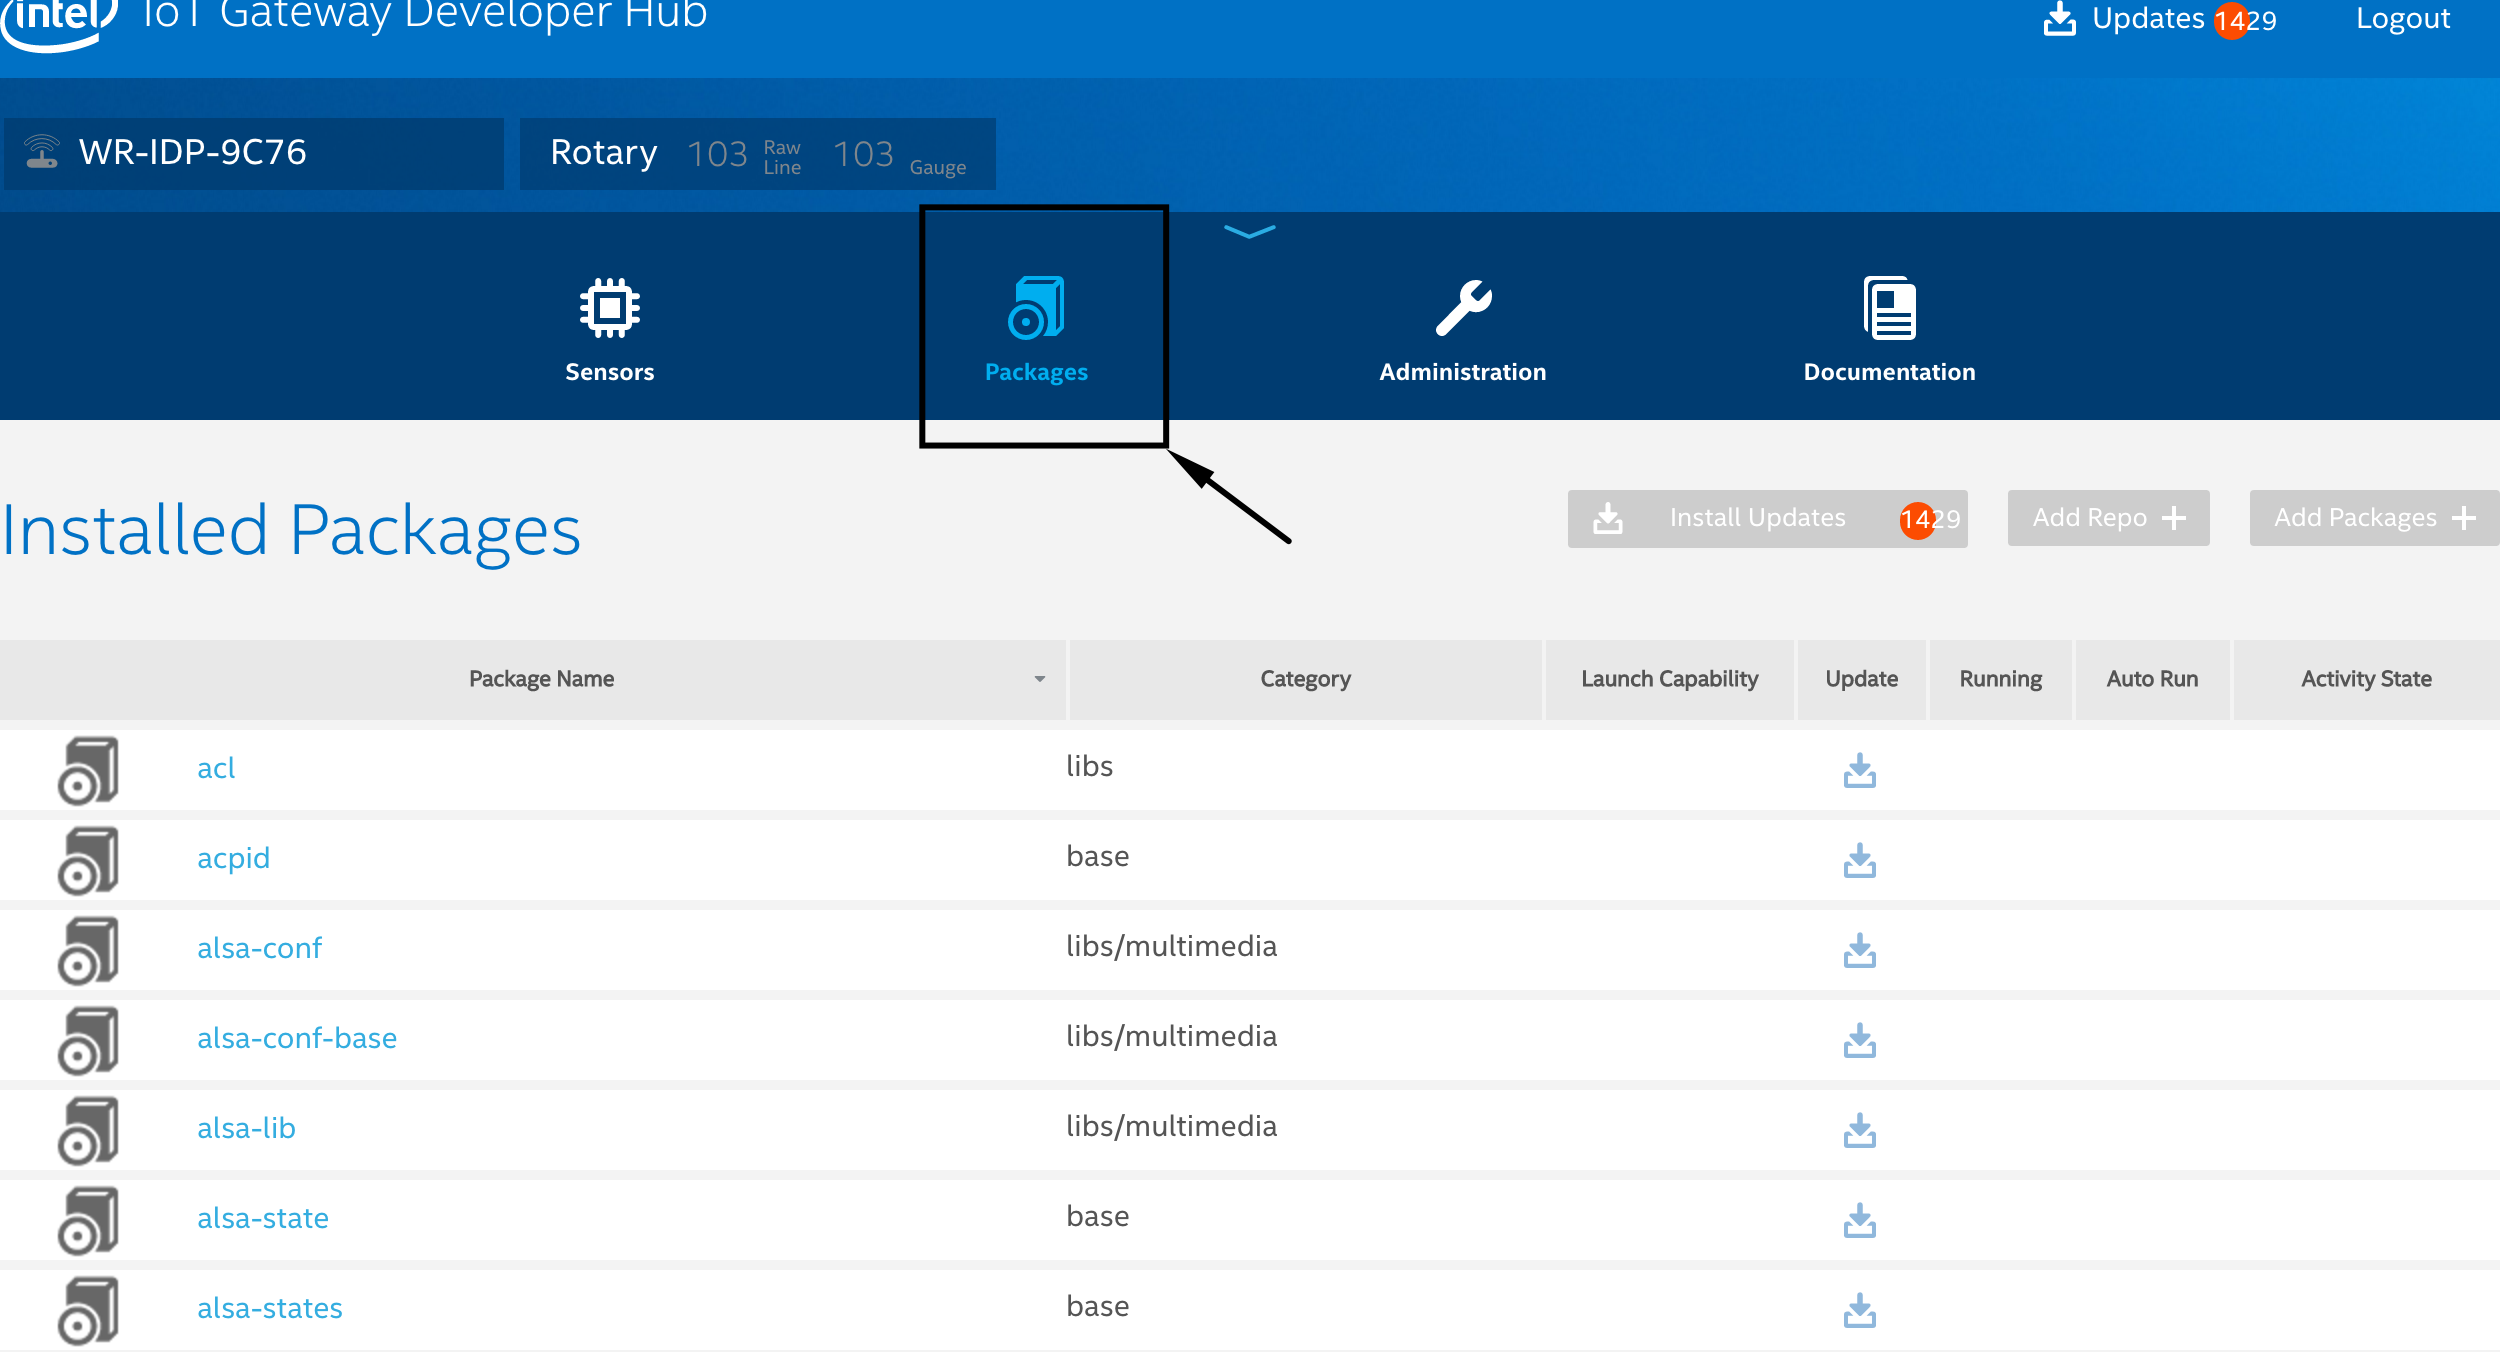 intel IoT Gateway Developer Hub Updates 1429 Logout
WR-IDP-9C76 Rotary 103 Raw Line 103 Gauge
Sensors Packages Administration Documentation
Installed Packages Install Updates 1429 Add Repo Add Packages
Package Name Category Launch Capability Update Running Auto Run Activity State
acl libs
acpid base
alsa-conf libs/multimedia
alsa-conf-base libs/multimedia
alsa-lib libs/multimedia
alsa-state base
alsa-states base